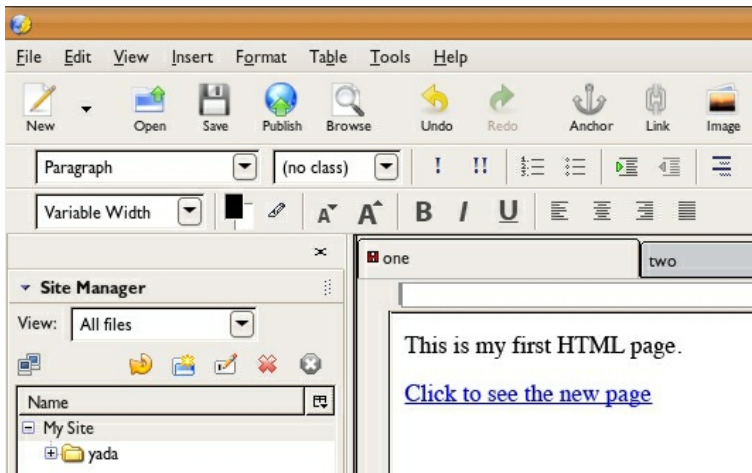 File Edit View Insert Format Table Tools Help
New Open Save Publish Browse Undo Redo Anchor Link Image
Paragraph (no class) ! !!
Variable Width A A B I U
one two
Site Manager
View: All files
This is my first HTML page.
Click to see the new page
Name
My Site
yada